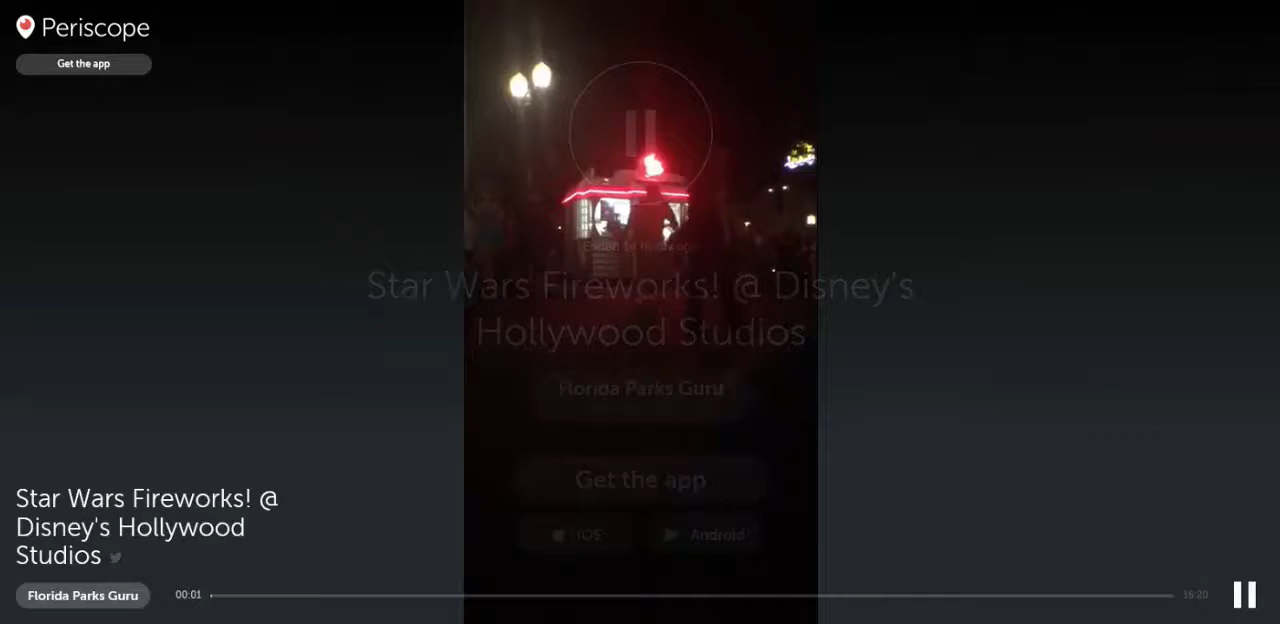 Periscope
Get the app
Star Wars Fireworks! @ Disney's
Hollywood Studios
Florida Parks Guru
Get the app
iOS
Android
Star Wars Fireworks! @
Disney's Hollywood
Studios
Florida Parks Guru
00:01
16:20